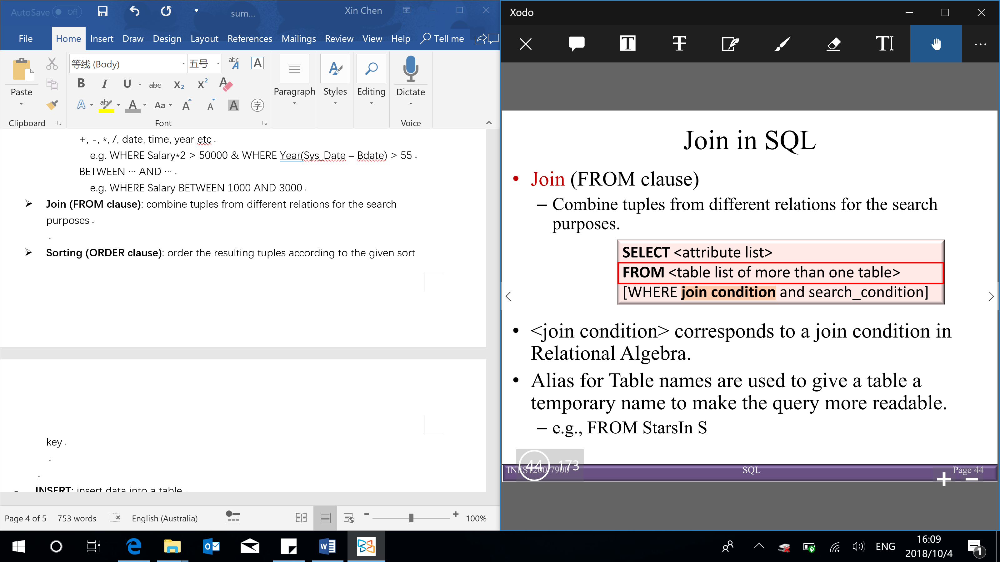 AutoSave Off
sum...
Xin Chen
File
Home
Insert
Draw
Design
Layout
References
Mailings
Review
View
Help
Tell me
等线 (Body)
五号
abc
A
A
B I U abc X2 X2 A
A ab A Aa A A A 字
Paste
Clipboard
Font
Paragraph
Styles
Editing
Dictate
Voice
+, -, *, /, date, time, year etc
e.g. WHERE Salary*2 > 50000 & WHERE Year(Sys_Date – Bdate) > 55
BETWEEN … AND …
e.g. WHERE Salary BETWEEN 1000 AND 3000
➢ Join (FROM clause): combine tuples from different relations for the search
purposes
➢ Sorting (ORDER clause): order the resulting tuples according to the given sort
key
- INSERT: insert data into a table
Page 4 of 5
753 words
English (Australia)
100%
Xodo
Join in SQL
• Join (FROM clause)
– Combine tuples from different relations for the search
purposes.
SELECT <attribute list>
FROM <table list of more than one table>
[WHERE join condition and search_condition]
• <join condition> corresponds to a join condition in
Relational Algebra.
• Alias for Table names are used to give a table a
temporary name to make the query more readable.
– e.g., FROM StarsIn S
44 173
INFS1200/7900
SQL
Page 44
ENG
16:09
2018/10/4
1